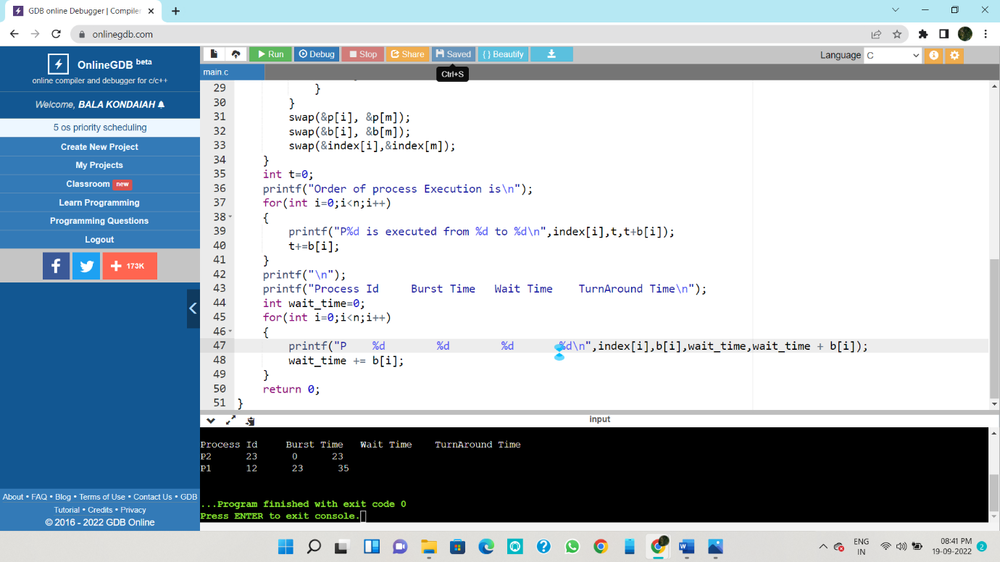 GDB online Debugger | Compiler
onlinegdb.com
OnlineGDB beta
online compiler and debugger for c/c++
Welcome, BALA KONDAIAH
5 os priority scheduling
Create New Project
My Projects
Classroom new
Learn Programming
Programming Questions
Logout
173K
About • FAQ • Blog • Terms of Use • Contact Us • GDB
Tutorial • Credits • Privacy
© 2016 - 2022 GDB Online
Run Debug Stop Share Saved {} Beautify
Language C
main.c
Ctrl+S
29 }
30 }
31 swap(&p[i], &p[m]);
32 swap(&b[i], &b[m]);
33 swap(&index[i],&index[m]);
34 }
35 int t=0;
36 printf("Order of process Execution is\n");
37 for(int i=0;i<n;i++)
38 {
39 printf("P%d is executed from %d to %d\n",index[i],t,t+b[i]);
40 t+=b[i];
41 }
42 printf("\n");
43 printf("Process Id     Burst Time   Wait Time    TurnAround Time\n");
44 int wait_time=0;
45 for(int i=0;i<n;i++)
46 {
47 printf("P    %d        %d        %d       %d\n",index[i],b[i],wait_time,wait_time + b[i]);
48 wait_time += b[i];
49 }
50 return 0;
51 }
input
Process Id     Burst Time   Wait Time    TurnAround Time
P2      23      0      23
P1      12      23      35
...Program finished with exit code 0
Press ENTER to exit console.
ENG
IN
08:41 PM
19-09-2022
2